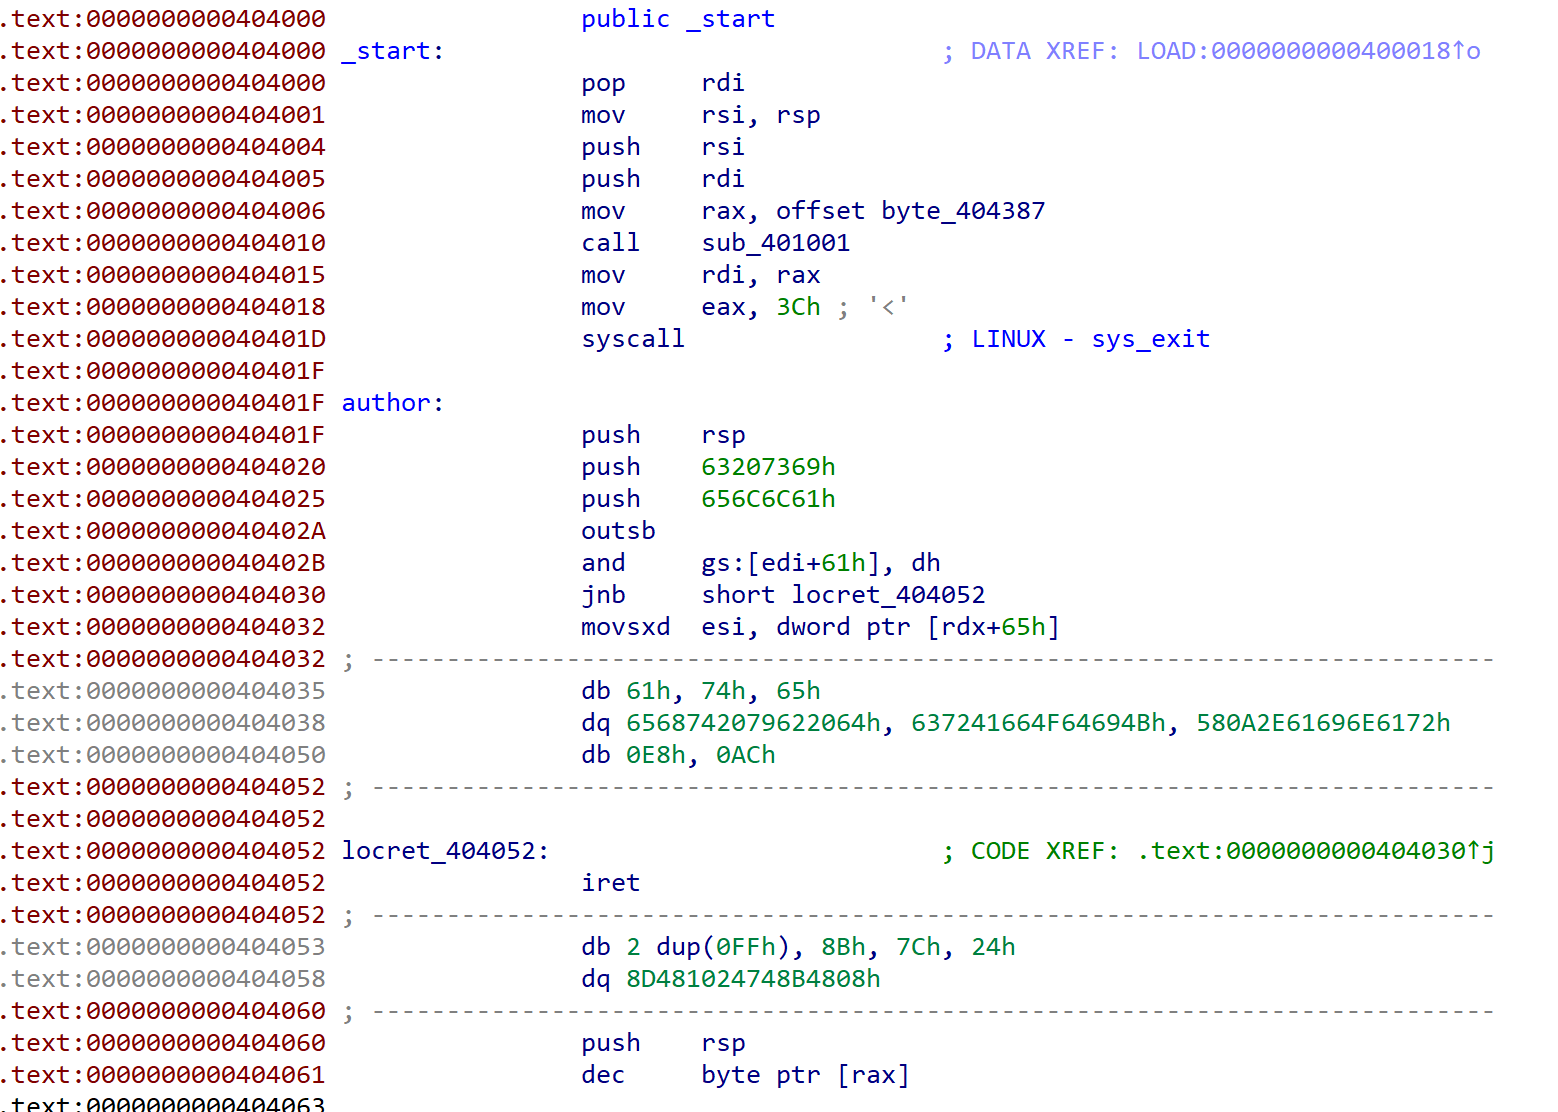 .text:0000000000404000                 public _start
.text:0000000000404000 _start:                                 ; DATA XREF: LOAD:0000000000400018↑o
.text:0000000000404000                 pop     rdi
.text:0000000000404001                 mov     rsi, rsp
.text:0000000000404004                 push    rsi
.text:0000000000404005                 push    rdi
.text:0000000000404006                 mov     rax, offset byte_404387
.text:0000000000404010                 call    sub_401001
.text:0000000000404015                 mov     rdi, rax
.text:0000000000404018                 mov     eax, 3Ch ; '<'
.text:000000000040401D                 syscall                 ; LINUX - sys_exit
.text:000000000040401F
.text:000000000040401F author:
.text:000000000040401F                 push    rsp
.text:0000000000404020                 push    63207369h
.text:0000000000404025                 push    656C6C61h
.text:000000000040402A                 outsb
.text:000000000040402B                 and     gs:[edi+61h], dh
.text:0000000000404030                 jnb     short locret_404052
.text:0000000000404032                 movsxd  esi, dword ptr [rdx+65h]
.text:0000000000404032 ; ---------------------------------------------------------------------------
.text:0000000000404035                 db 61h, 74h, 65h
.text:0000000000404038                 dq 6568742079622064h, 637241664F64694Bh, 580A2E61696E6172h
.text:0000000000404050                 db 0E8h, 0ACh
.text:0000000000404052 ; ---------------------------------------------------------------------------
.text:0000000000404052
.text:0000000000404052 locret_404052:                          ; CODE XREF: .text:0000000000404030↑j
.text:0000000000404052                 iret
.text:0000000000404052 ; ---------------------------------------------------------------------------
.text:0000000000404053                 db 2 dup(0FFh), 8Bh, 7Ch, 24h
.text:0000000000404058                 dq 8D481024748B4808h
.text:0000000000404060 ; ---------------------------------------------------------------------------
.text:0000000000404060                 push    rsp
.text:0000000000404061                 dec     byte ptr [rax]
.text:0000000000404063